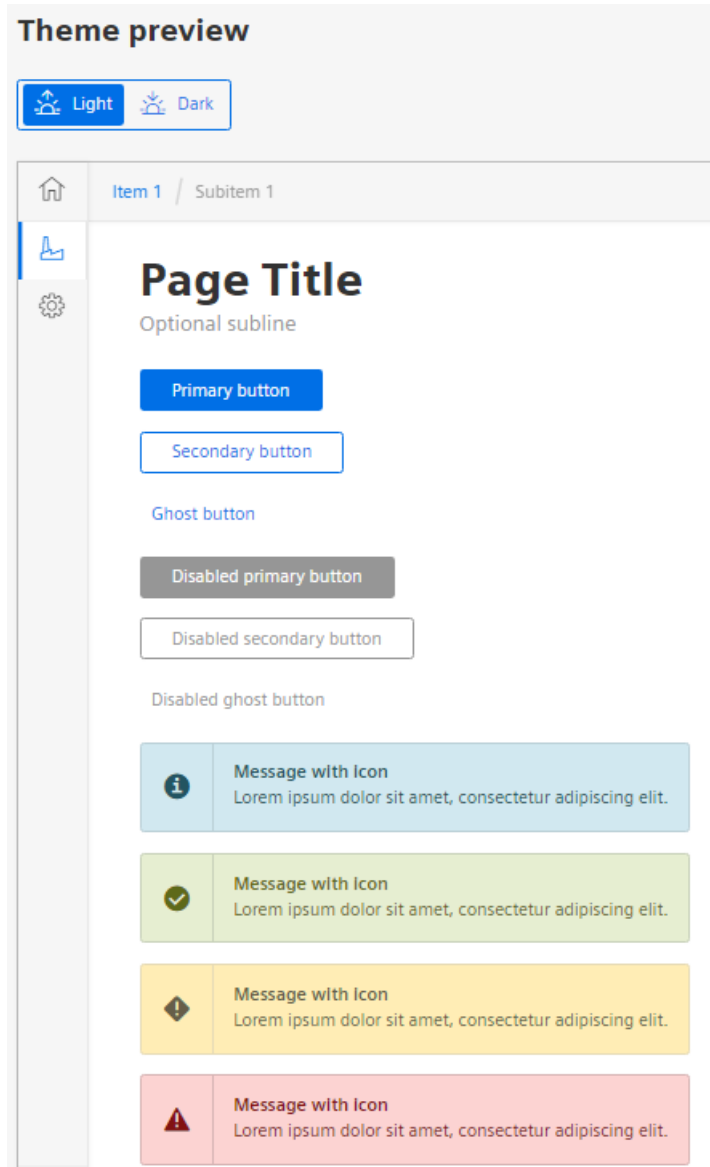 Theme preview
Light Dark
Item 1 / Subitem 1
Page Title
Optional subline
Primary button
Secondary button
Ghost button
Disabled primary button
Disabled secondary button
Disabled ghost button
Message with Icon
Lorem ipsum dolor sit amet, consectetur adipiscing elit.
Message with Icon
Lorem ipsum dolor sit amet, consectetur adipiscing elit.
Message with Icon
Lorem ipsum dolor sit amet, consectetur adipiscing elit.
Message with Icon
Lorem ipsum dolor sit amet, consectetur adipiscing elit.